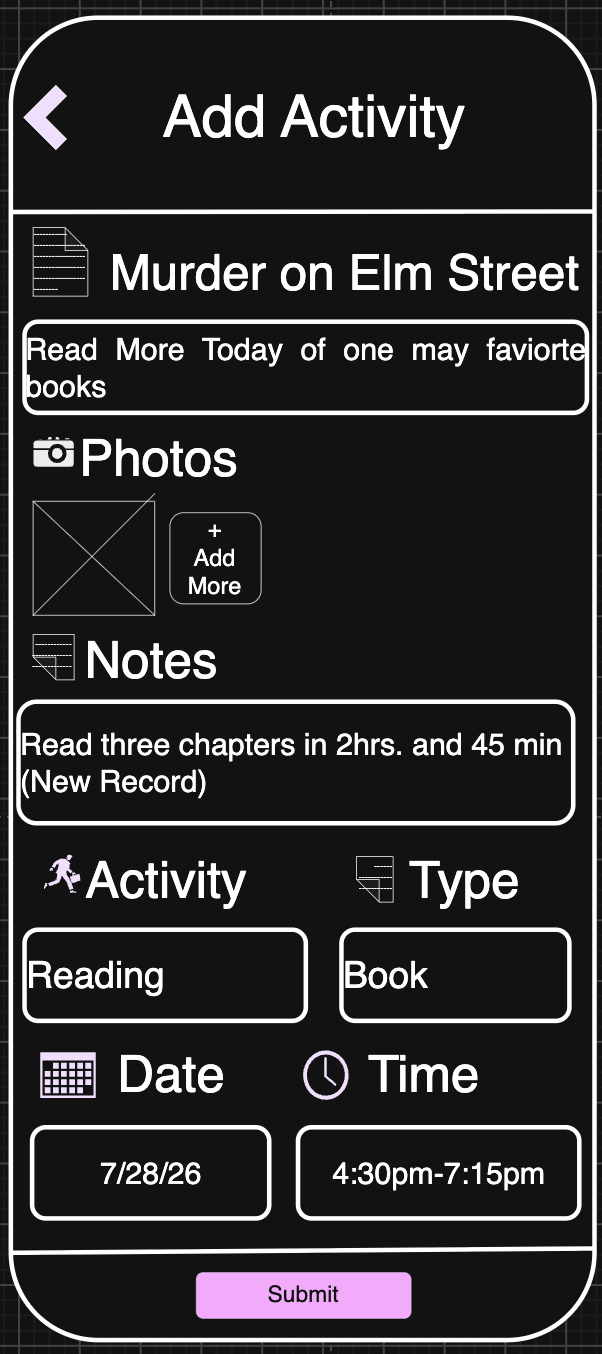 Add Activity
Murder on Elm Street
Read More Today of one may faviorte
books
Photos
+
Add
More
Notes
Read three chapters in 2hrs. and 45 min
(New Record)
Activity
Type
Reading
Book
Date
Time
7/28/26
4:30pm-7:15pm
Submit